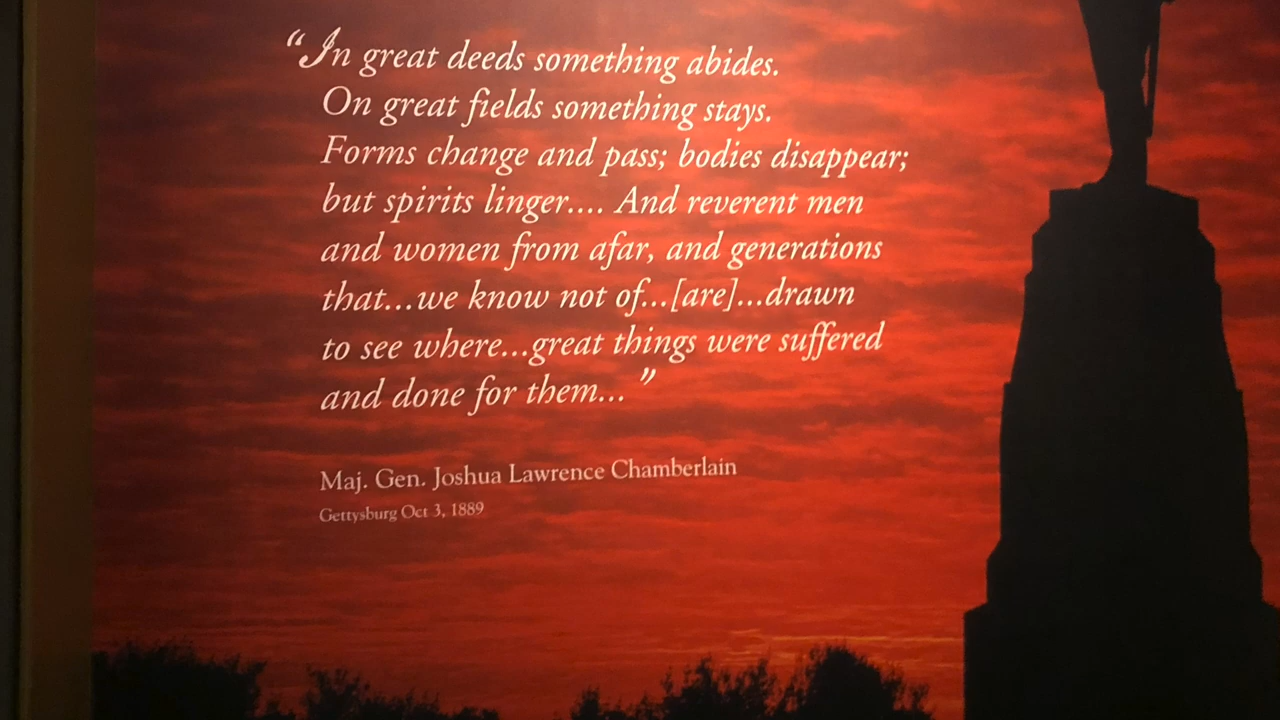 “In great deeds something abides.
On great fields something stays.
Forms change and pass; bodies disappear;
but spirits linger.... And reverent men
and women from afar, and generations
that...we know not of...[are]...drawn
to see where...great things were suffered
and done for them...”
Maj. Gen. Joshua Lawrence Chamberlain
Gettysburg Oct 3, 1889